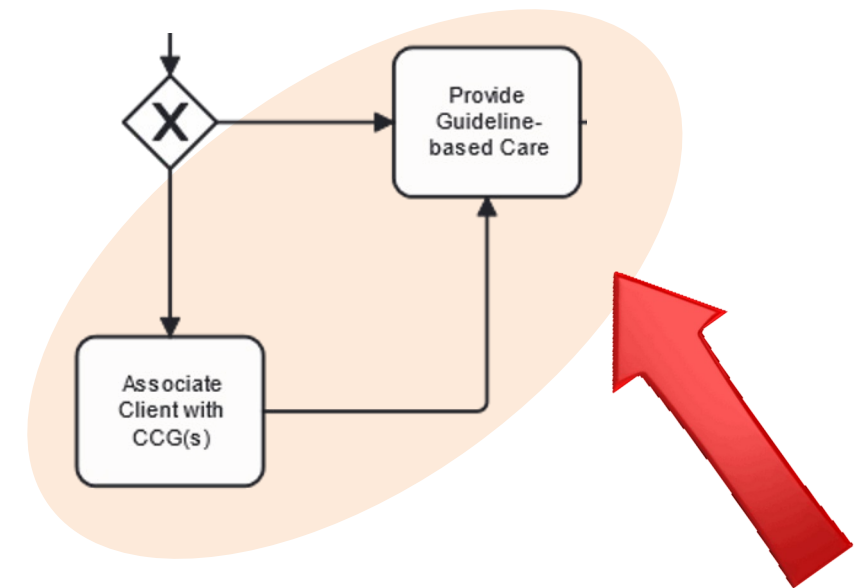 X
Provide
Guideline-
based Care
Associate
Client with
CCG(s)